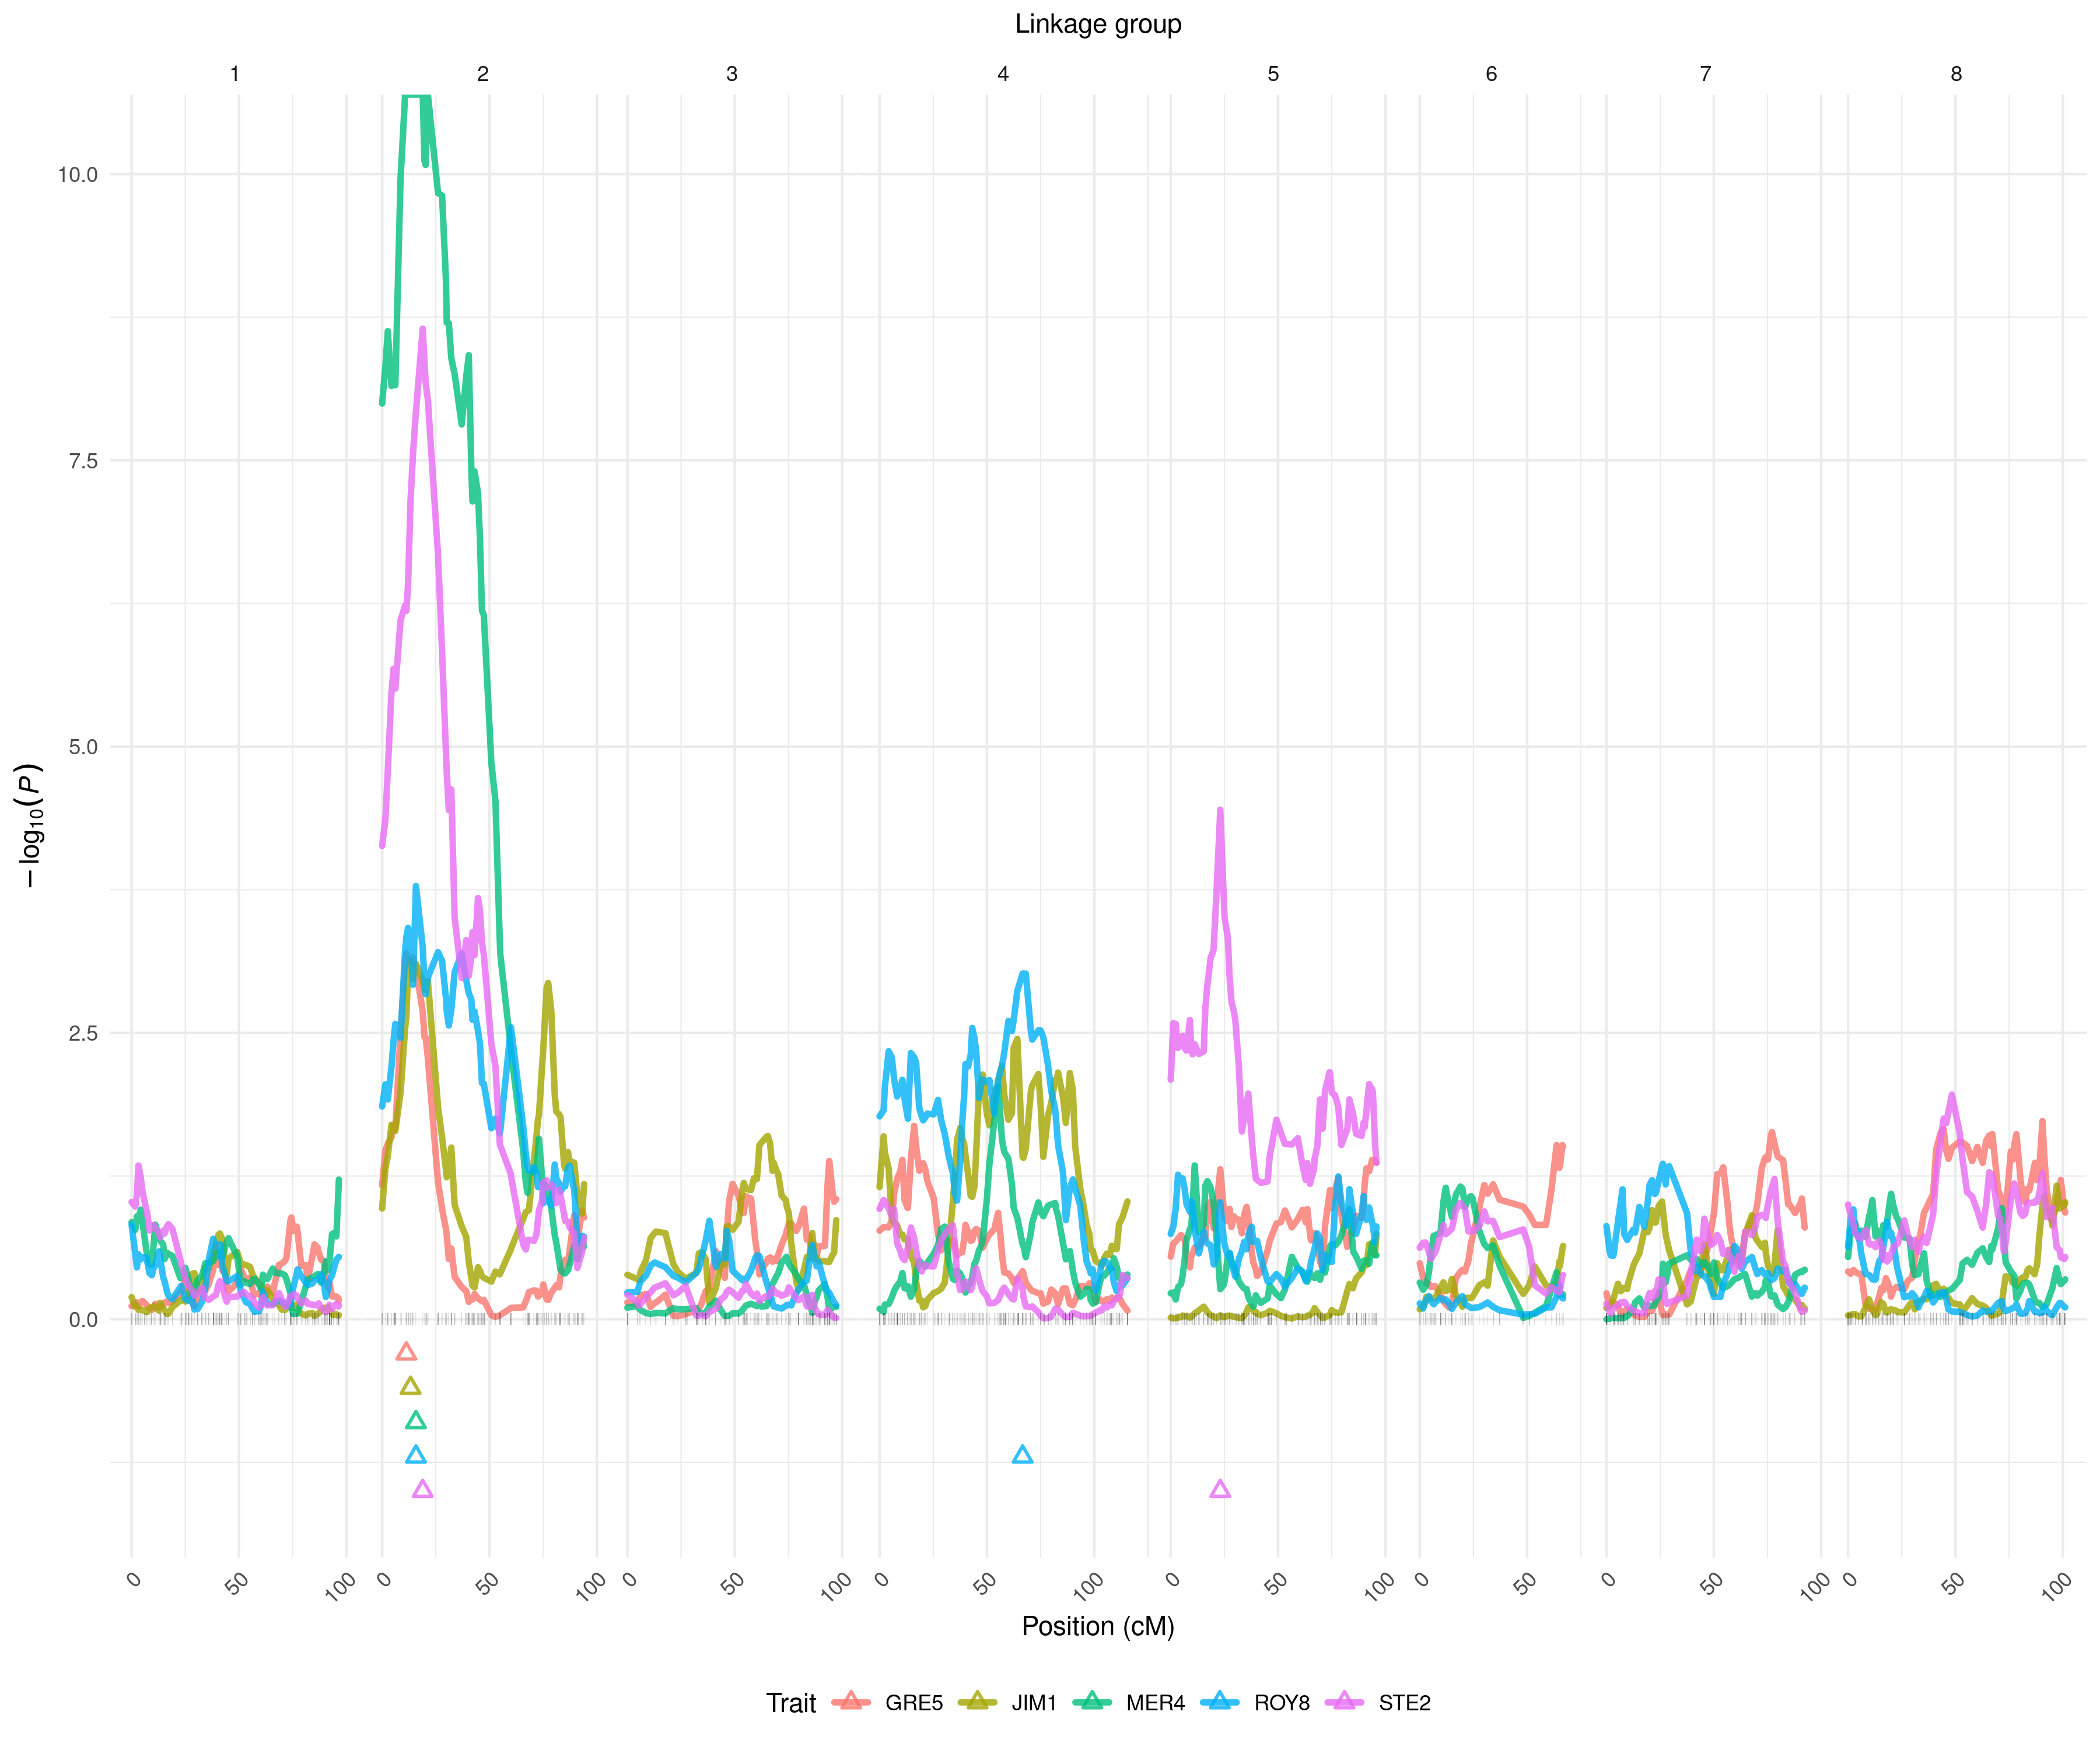 Linkage group
1 2 3 4 5 6 7 8
10.0
7.5
5.0
2.5
0.0
− log10(P)
0 50 100 0 50 100 0 50 100 0 50 100 0 50 100 0 50 0 50 100 0 50 100
Position (cM)
Trait GRE5 JIM1 MER4 ROY8 STE2